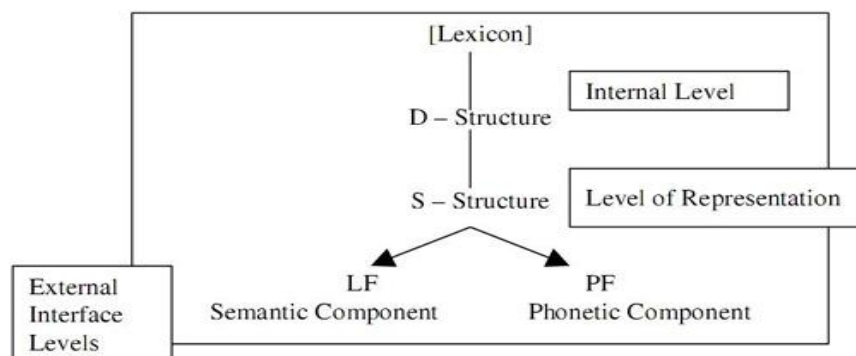 [Lexicon]
Internal Level
D – Structure
S – Structure
Level of Representation
LF
PF
Semantic Component
Phonetic Component
External
Interface
Levels